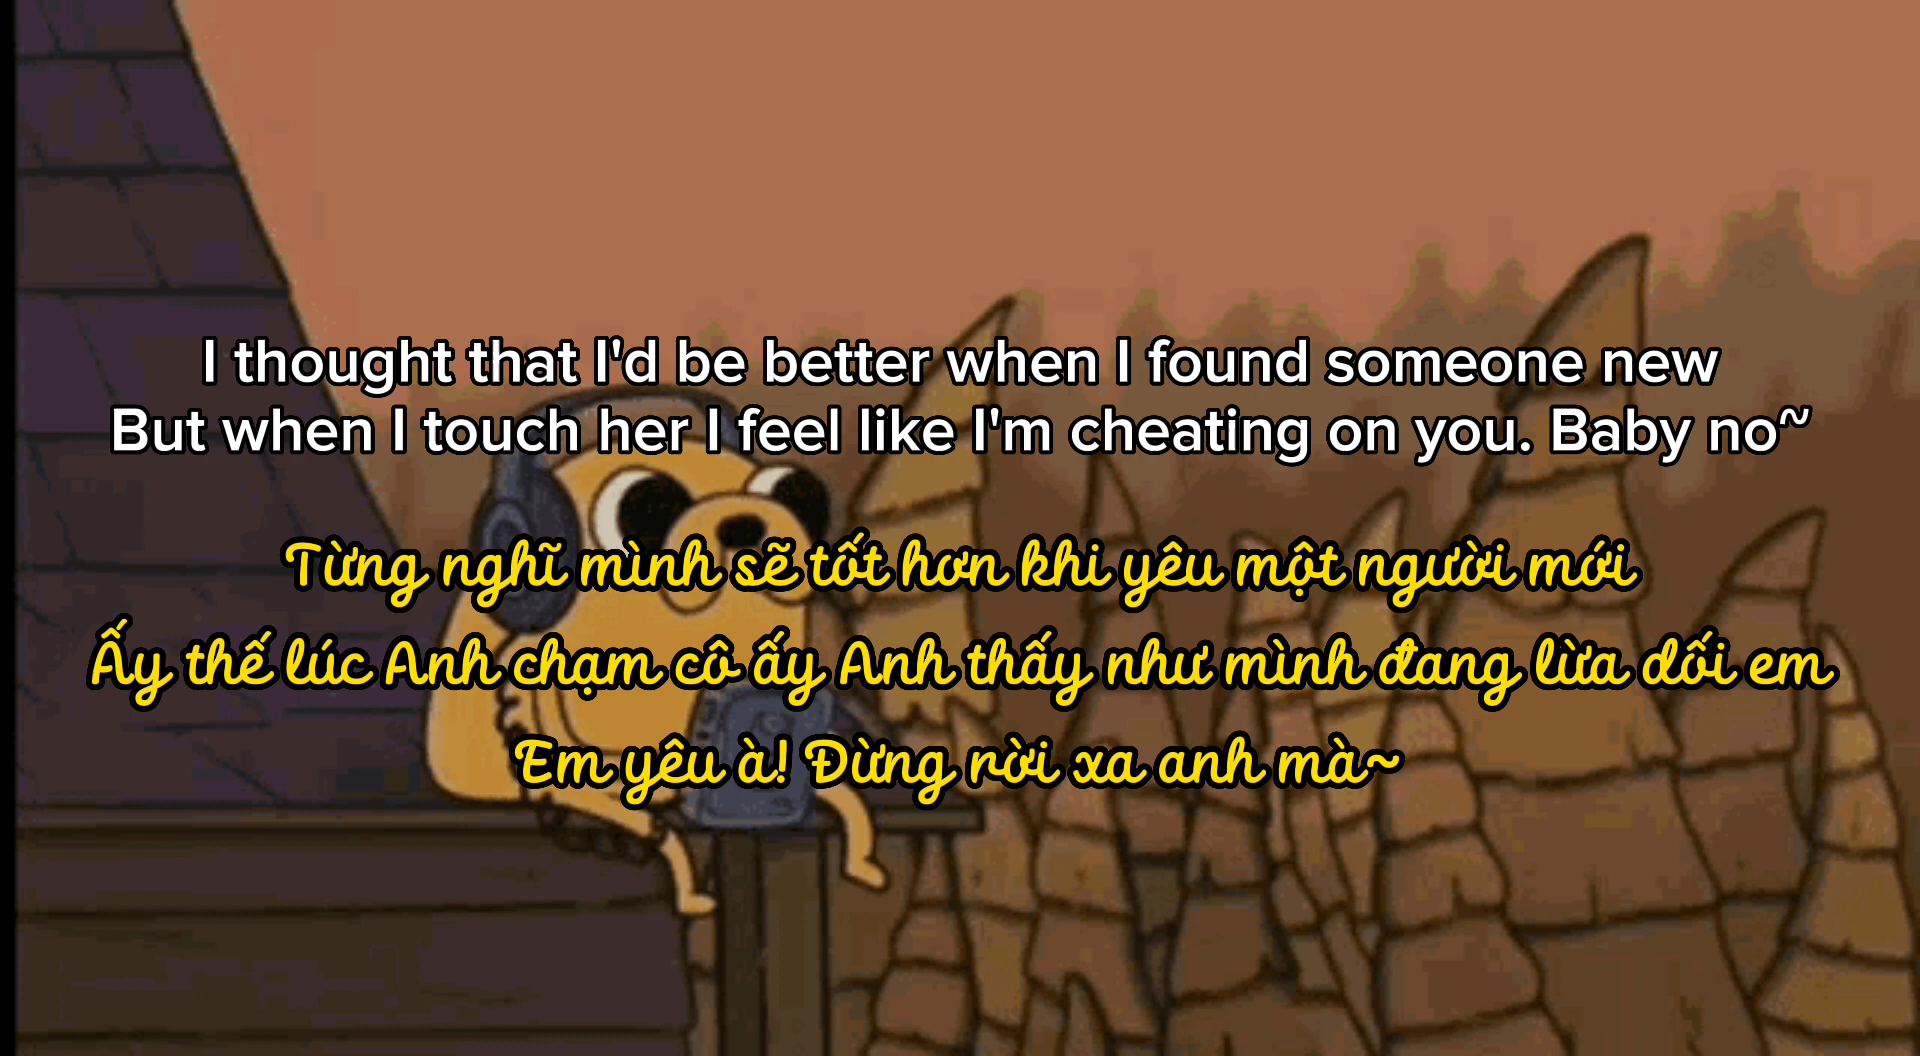 I thought that I'd be better when I found someone new
But when I touch her I feel like I'm cheating on you. Baby no~
Từng nghĩ mình sẽ tốt hơn khi yêu một người mới
Ấy thế lúc Anh chạm cô ấy Anh thấy như mình đang lừa dối em
Em yêu à! Đừng rời xa anh mà~